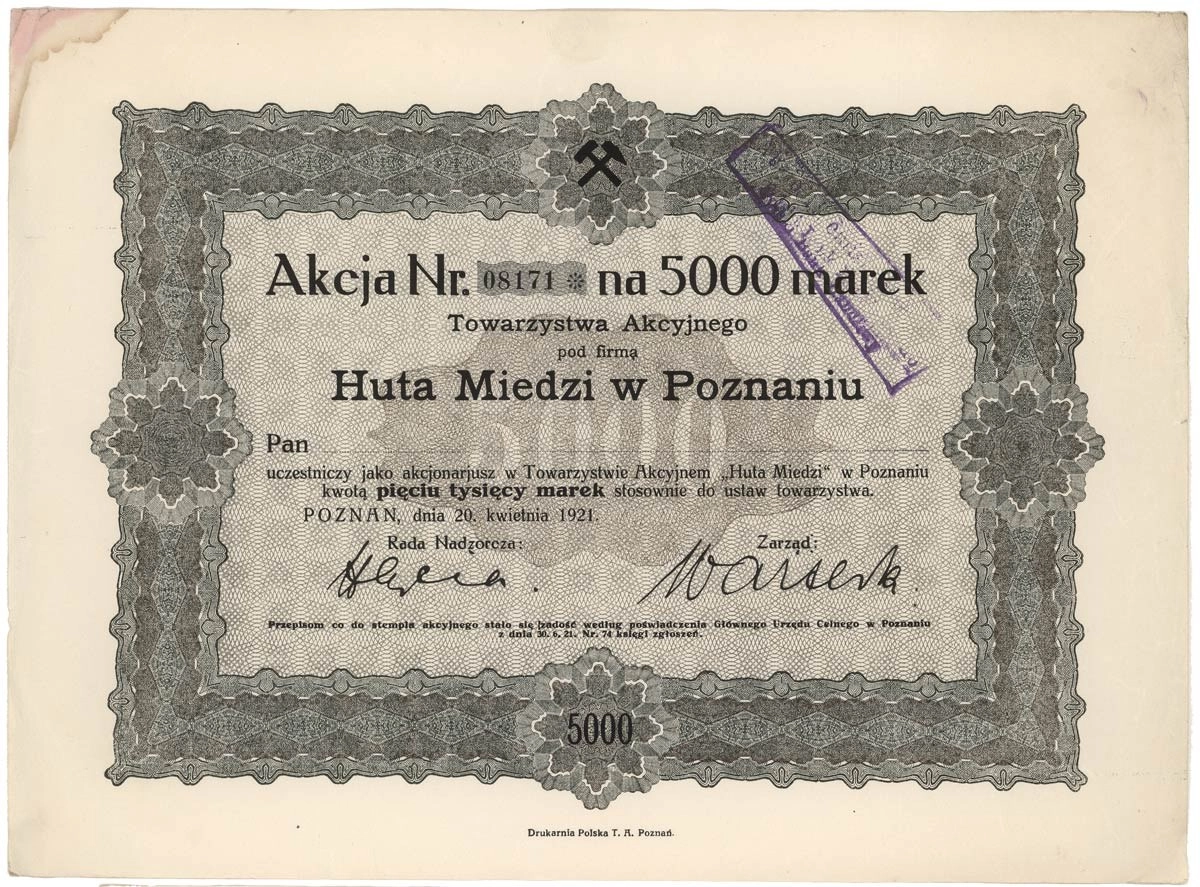 Akcja Nr. 08171 * na 5000 marek
Towarzystwa Akcyjnego
pod firmą
Huta Miedzi w Poznaniu
5000
Pan
uczestniczy jako akcjonarjusz w Towarzystwie Akcyjnem „Huta Miedzi“ w Poznaniu
kwotą pięciu tysięcy marek stosownie do ustaw towarzystwa.
POZNAŃ, dnia 20. kwietnia 1921.
Rada Nadzorcza: Zarząd:
Przepisom co do stempla akcyjnego stało się zadość według poświadczenia Głównego Urzędu Celnego w Poznaniu
z dnia 30. 6. 21. Nr. 74 księgi zgłoszeń.
5000
Drukarnia Polska T. A. Poznań.